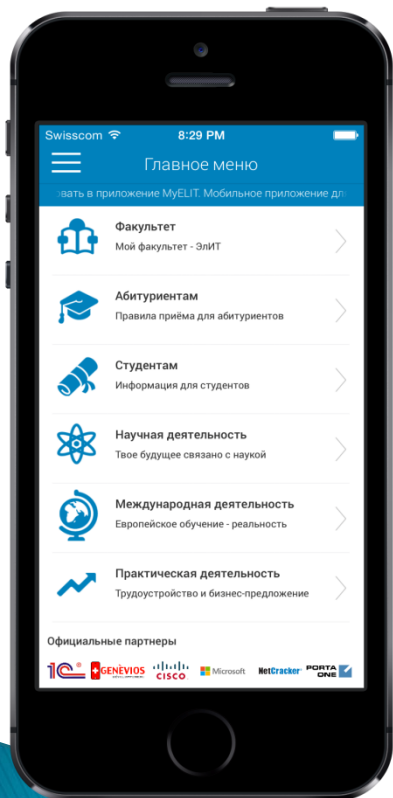 Swisscom 8:29 PM
Главное меню
вать в приложение MyELIT. Мобильное приложение дл
Факультет
Мой факультет - ЭлИТ
Абитуриентам
Правила приёма для абитуриентов
Студентам
Информация для студентов
Научная деятельность
Твое будущее связано с наукой
Международная деятельность
Европейское обучение - реальность
Практическая деятельность
Трудоустройство и бизнес-предложение
Официальные партнеры
1С® GENÈVIOS CISCO Microsoft NetCracker® PORTA
ONE